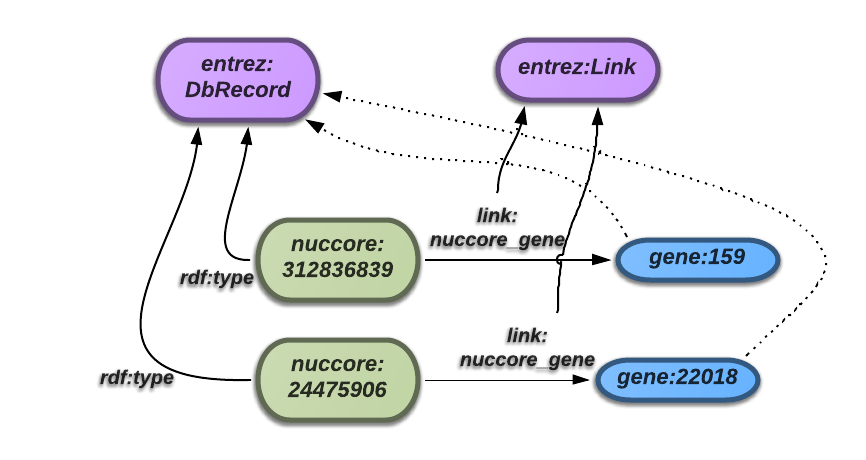 entrez:
DbRecord
entrez:Link
link:
nuccore_gene
nuccore:
312836839
gene:159
rdf:type
link:
nuccore_gene
nuccore:
24475906
gene:22018
rdf:type